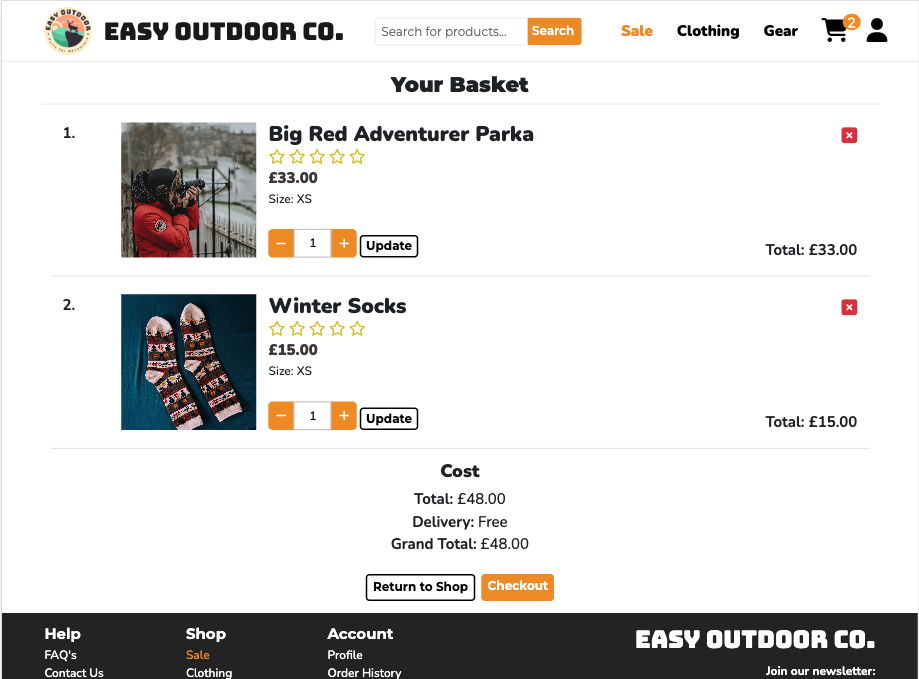 EASY OUTDOOR
EASY OUTDOOR CO.
Search for products...
Search
Sale
Clothing
Gear
2
Your Basket
1.
Big Red Adventurer Parka
£33.00
Size: XS
− 1 +
Update
Total: £33.00
2.
Winter Socks
£15.00
Size: XS
− 1 +
Update
Total: £15.00
Cost
Total: £48.00
Delivery: Free
Grand Total: £48.00
Return to Shop
Checkout
Help
FAQ's
Contact Us
Shop
Sale
Clothing
Account
Profile
Order History
EASY OUTDOOR CO.
Join our newsletter: